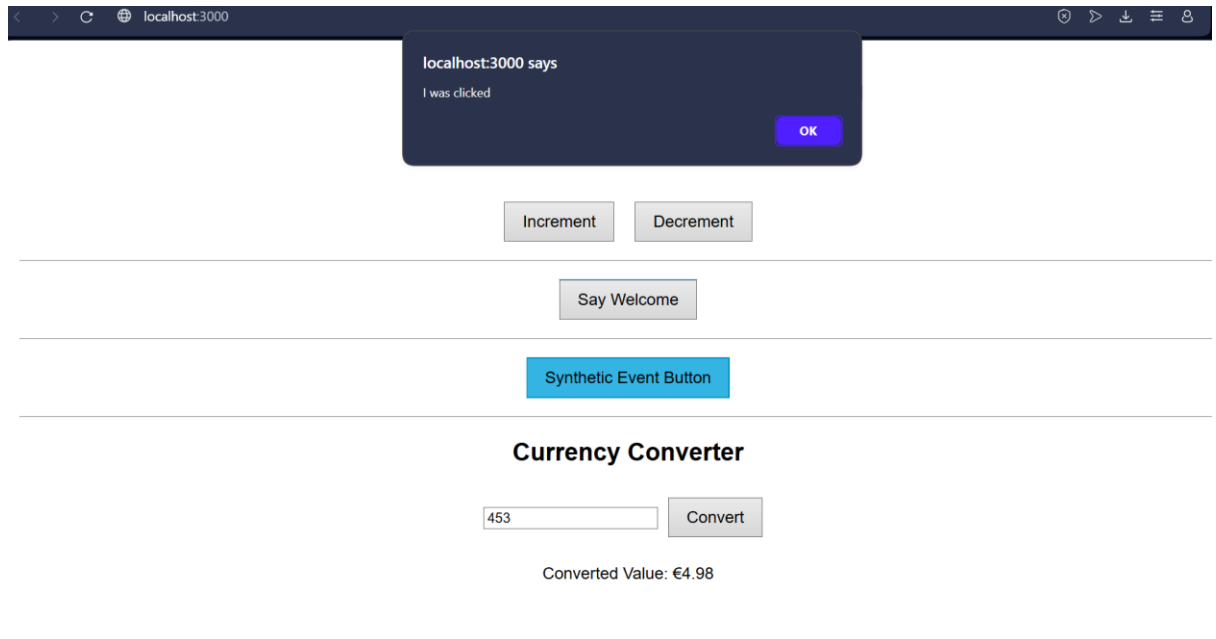 localhost:3000
localhost:3000 says
I was clicked
OK
Increment Decrement
Say Welcome
Synthetic Event Button
Currency Converter
453 Convert
Converted Value: €4.98